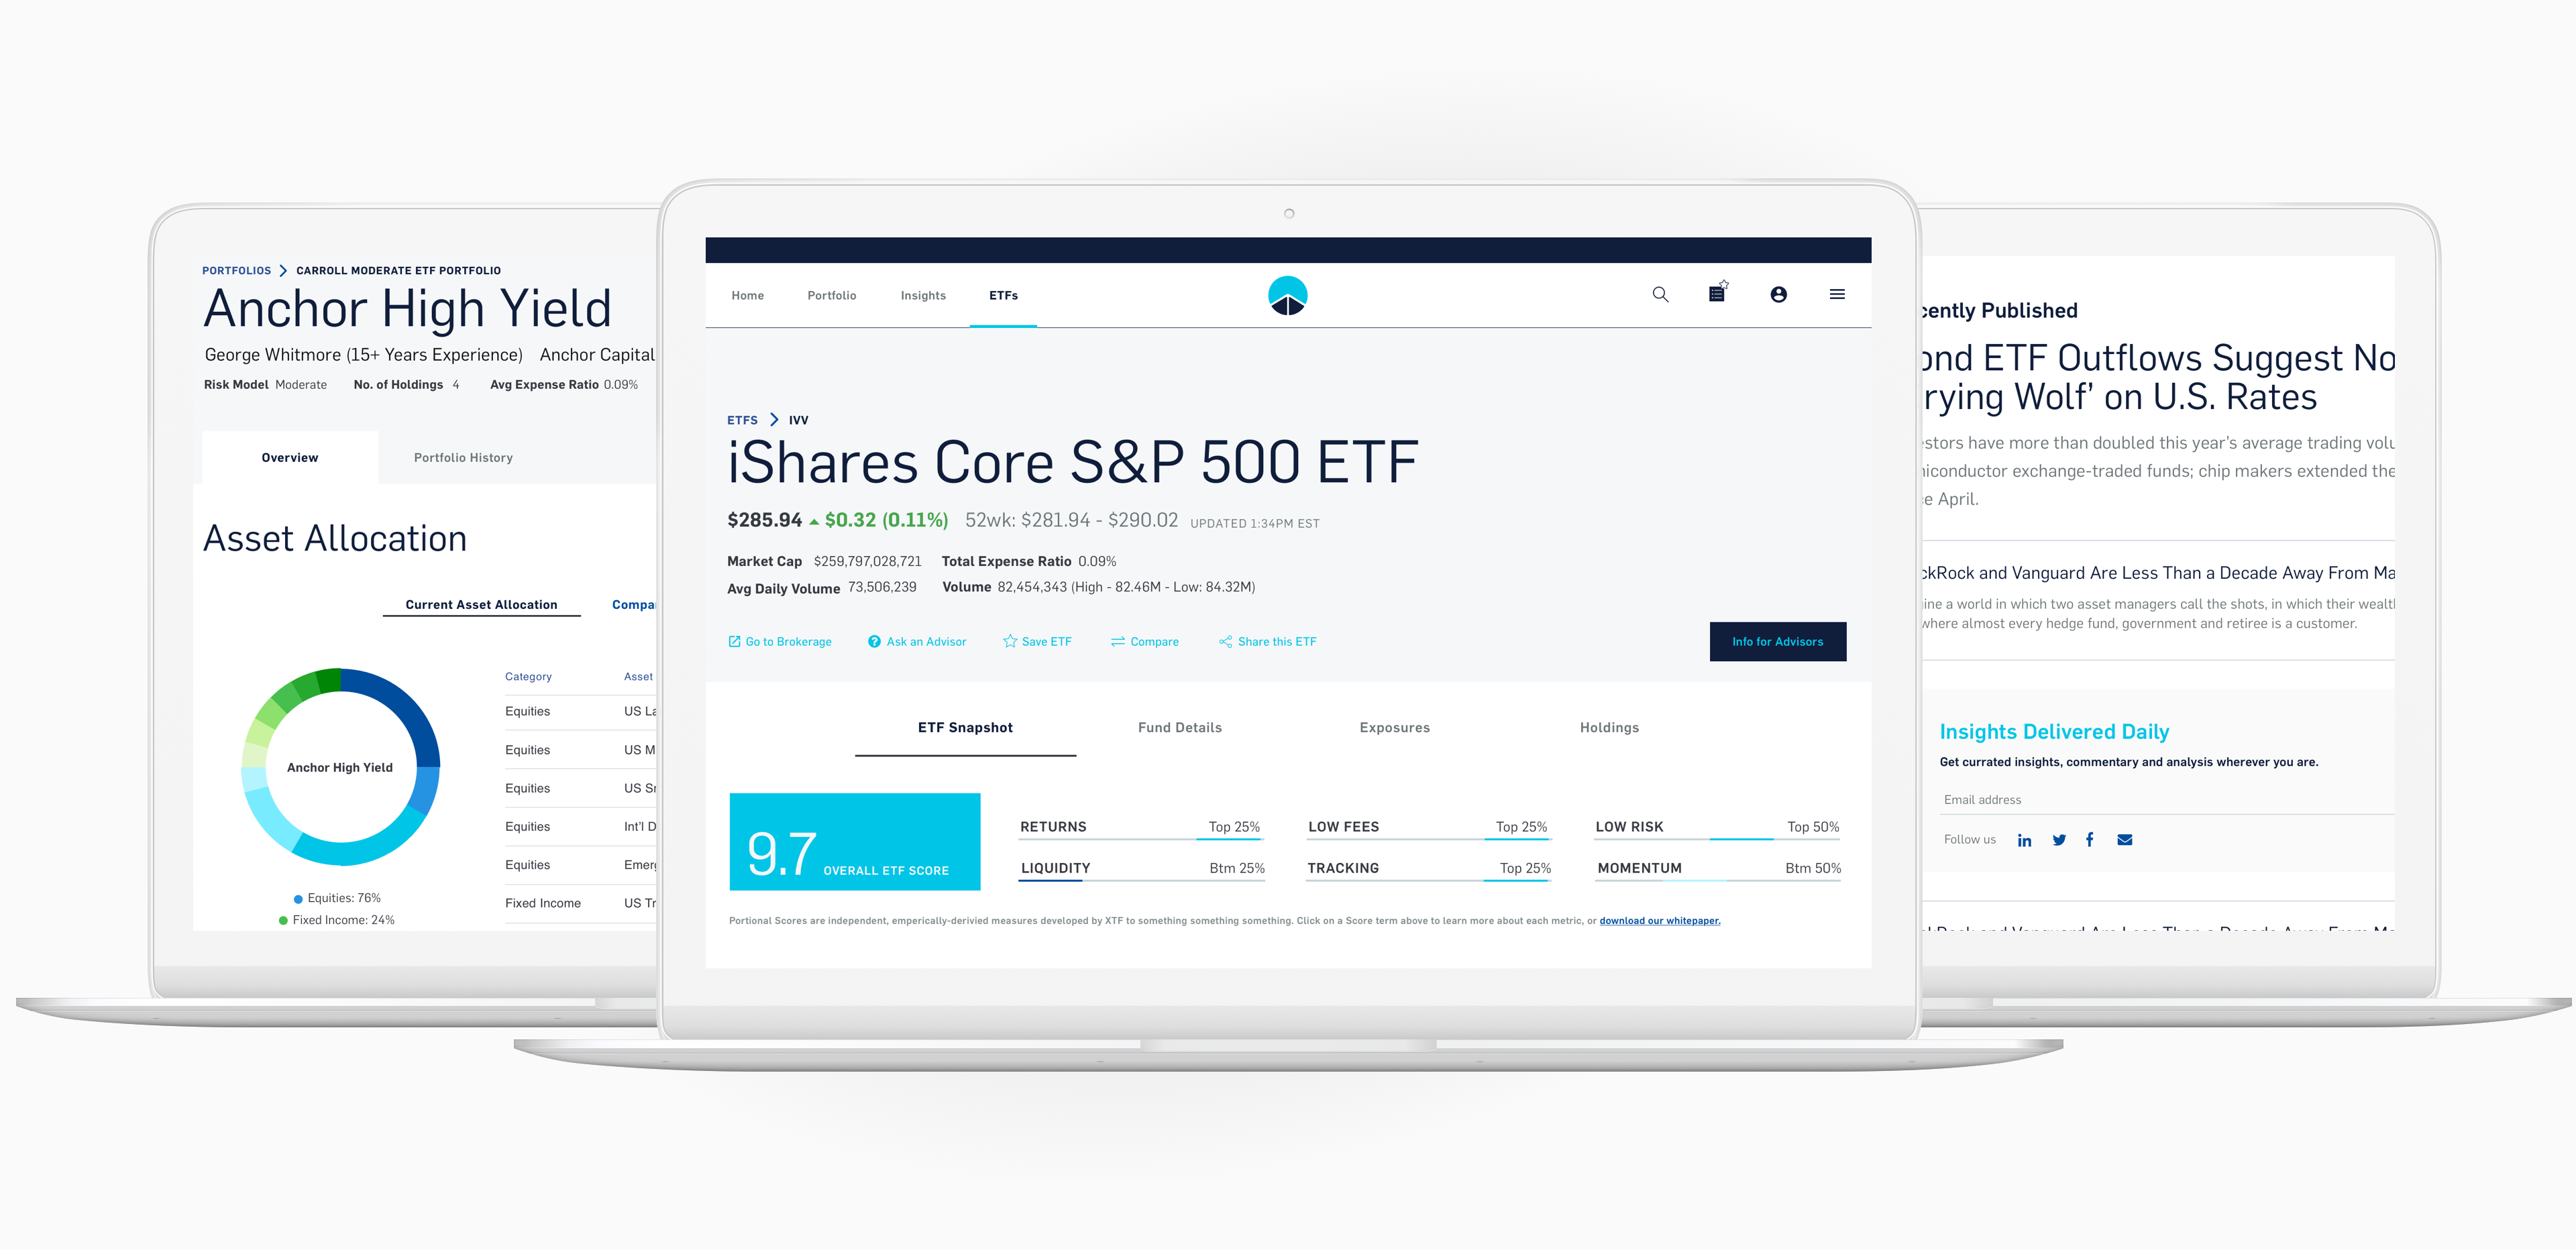 PORTFOLIOS CARROLL MODERATE ETF PORTFOLIO
Anchor High Yield
George Whitmore (15+ Years Experience) Anchor Capital
Risk Model Moderate No. of Holdings 4 Avg Expense Ratio 0.09%
Overview Portfolio History
Asset Allocation
Current Asset Allocation
Category Asset
Equities US
Equities US
Equities US
Equities Int'l
Equities
Fixed Income US
Anchor High Yield
Equities: 76%
Fixed Income: 24%
Home Portfolio Insights ETFs
ETFS IVV
iShares Core S&P 500 ETF
$285.94 $0.32 (0.11%) 52wk: $281.94 - $290.02 UPDATED 1:34PM EST
Market Cap $259,797,028,721 Total Expense Ratio 0.09%
Avg Daily Volume 73,506,239 Volume 82,454,343 (High - 82.46M - Low: 84.32M)
Go to Brokerage Ask an Advisor Save ETF Compare Share this ETF Info for Advisors
ETF Snapshot Fund Details Exposures Holdings
9.7 OVERALL ETF SCORE
RETURNS Top 25% LOW FEES Top 25% LOW RISK Top 50%
LIQUIDITY Btm 25% TRACKING Top 25% MOMENTUM Btm 50%
Portional Scores are independent, emperically-derivied measures developed by XTF to something something something. Click on a Score term above to learn more about each metric, or download our whitepaper.
cently Published
ond ETF Outflows Suggest No
rying Wolf' on U.S. Rates
stors have more than doubled this year's average trading volu
iconductor exchange-traded funds; chip makers extended the
e April.
ckRock and Vanguard Are Less Than a Decade Away From Ma
ine a world in which two asset managers call the shots, in which their wealt
where almost every hedge fund, government and retiree is a customer.
Insights Delivered Daily
Get currated insights, commentary and analysis wherever you are.
Email address
Follow us